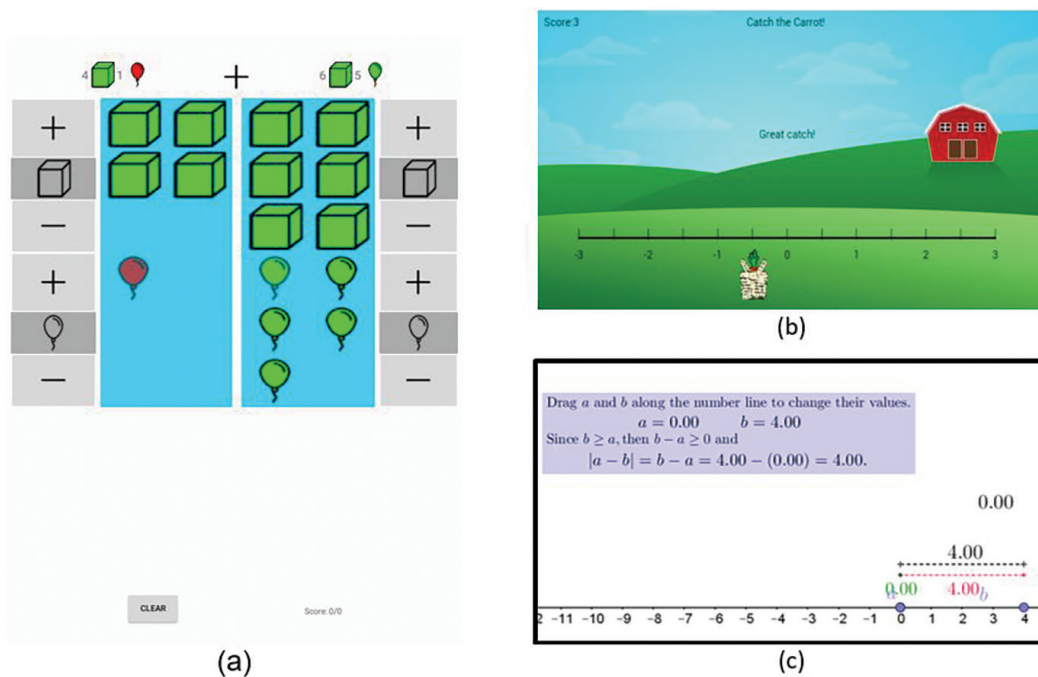 4 1 + 6 5
+ +
− −
+ +
− −
CLEAR Score: 0/0
(a)
Score:3 Catch the Carrot!
Great catch!
-3 -2 -1 0 1 2 3
(b)
Drag a and b along the number line to change their values.
a = 0.00 b = 4.00
Since b ≥ a, then b − a ≥ 0 and
|a − b| = b − a = 4.00 − (0.00) = 4.00.
0.00
4.00
0.00 4.00
a b
2 -11 -10 -9 -8 -7 -6 -5 -4 -3 -2 -1 0 1 2 3 4
(c)